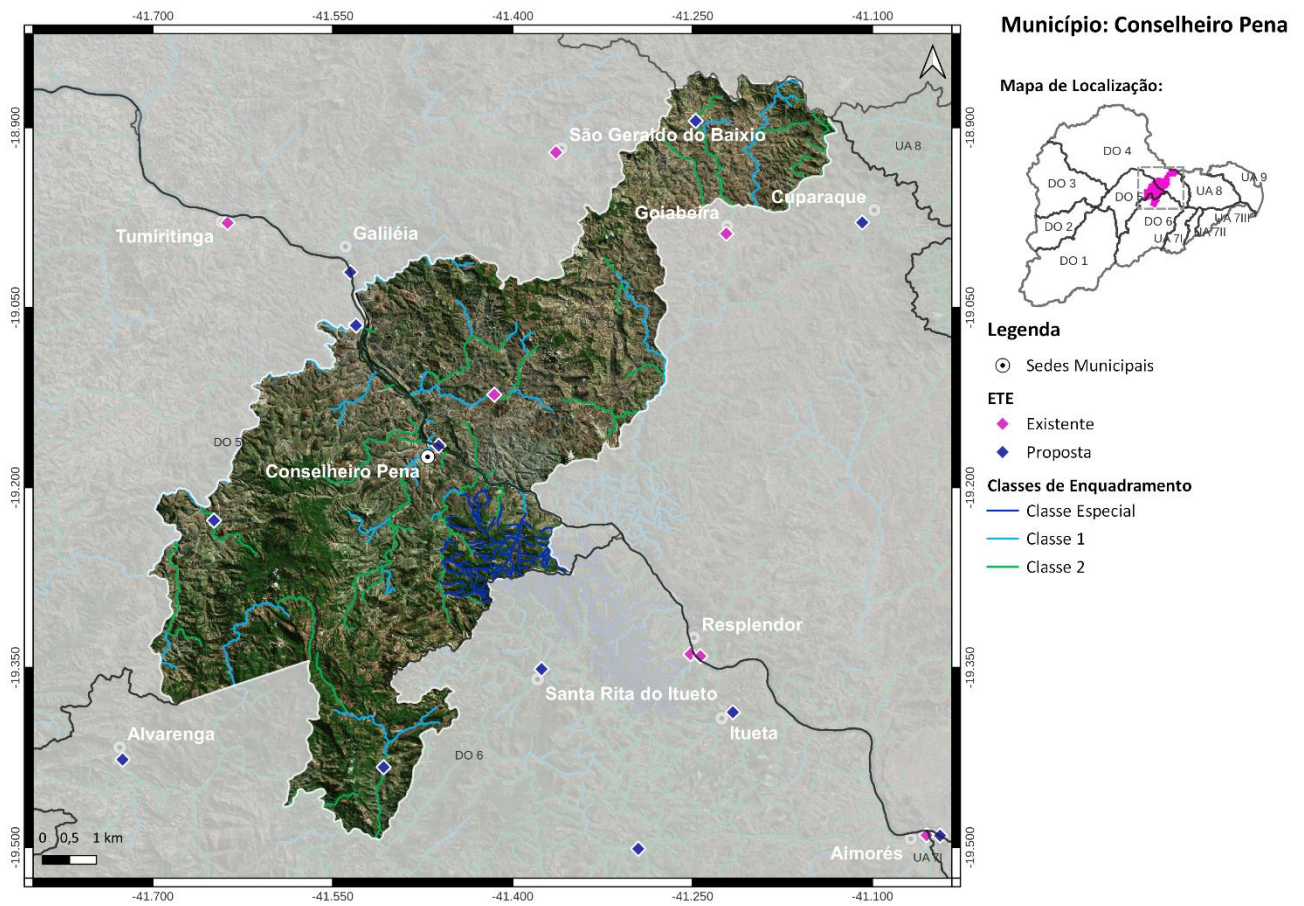 Município: Conselheiro Pena
-41.700 -41.550 -41.400 -41.250 -41.100
-18.900 -18.900
São Geraldo do Baixio
UA 8
Cuparaque
Goiabeira
Tumiritinga
Galiléia
-19.050 -19.050
DO 5
Conselheiro Pena
-19.200 -19.200
Resplendor
-19.350 -19.350
Santa Rita do Itueto
Itueta
Alvarenga
DO 6
0 0,5 1 km
-19.500 -19.500
Aimorés
UA 7I
-41.700 -41.550 -41.400 -41.250 -41.100
Mapa de Localização:
DO 4
DO 3
UA 9
DO 5
UA 8
DO 6
UA 7III
DO 2
UA 7II
UA 7I
DO 1
Legenda
Sedes Municipais
ETE
Existente
Proposta
Classes de Enquadramento
Classe Especial
Classe 1
Classe 2